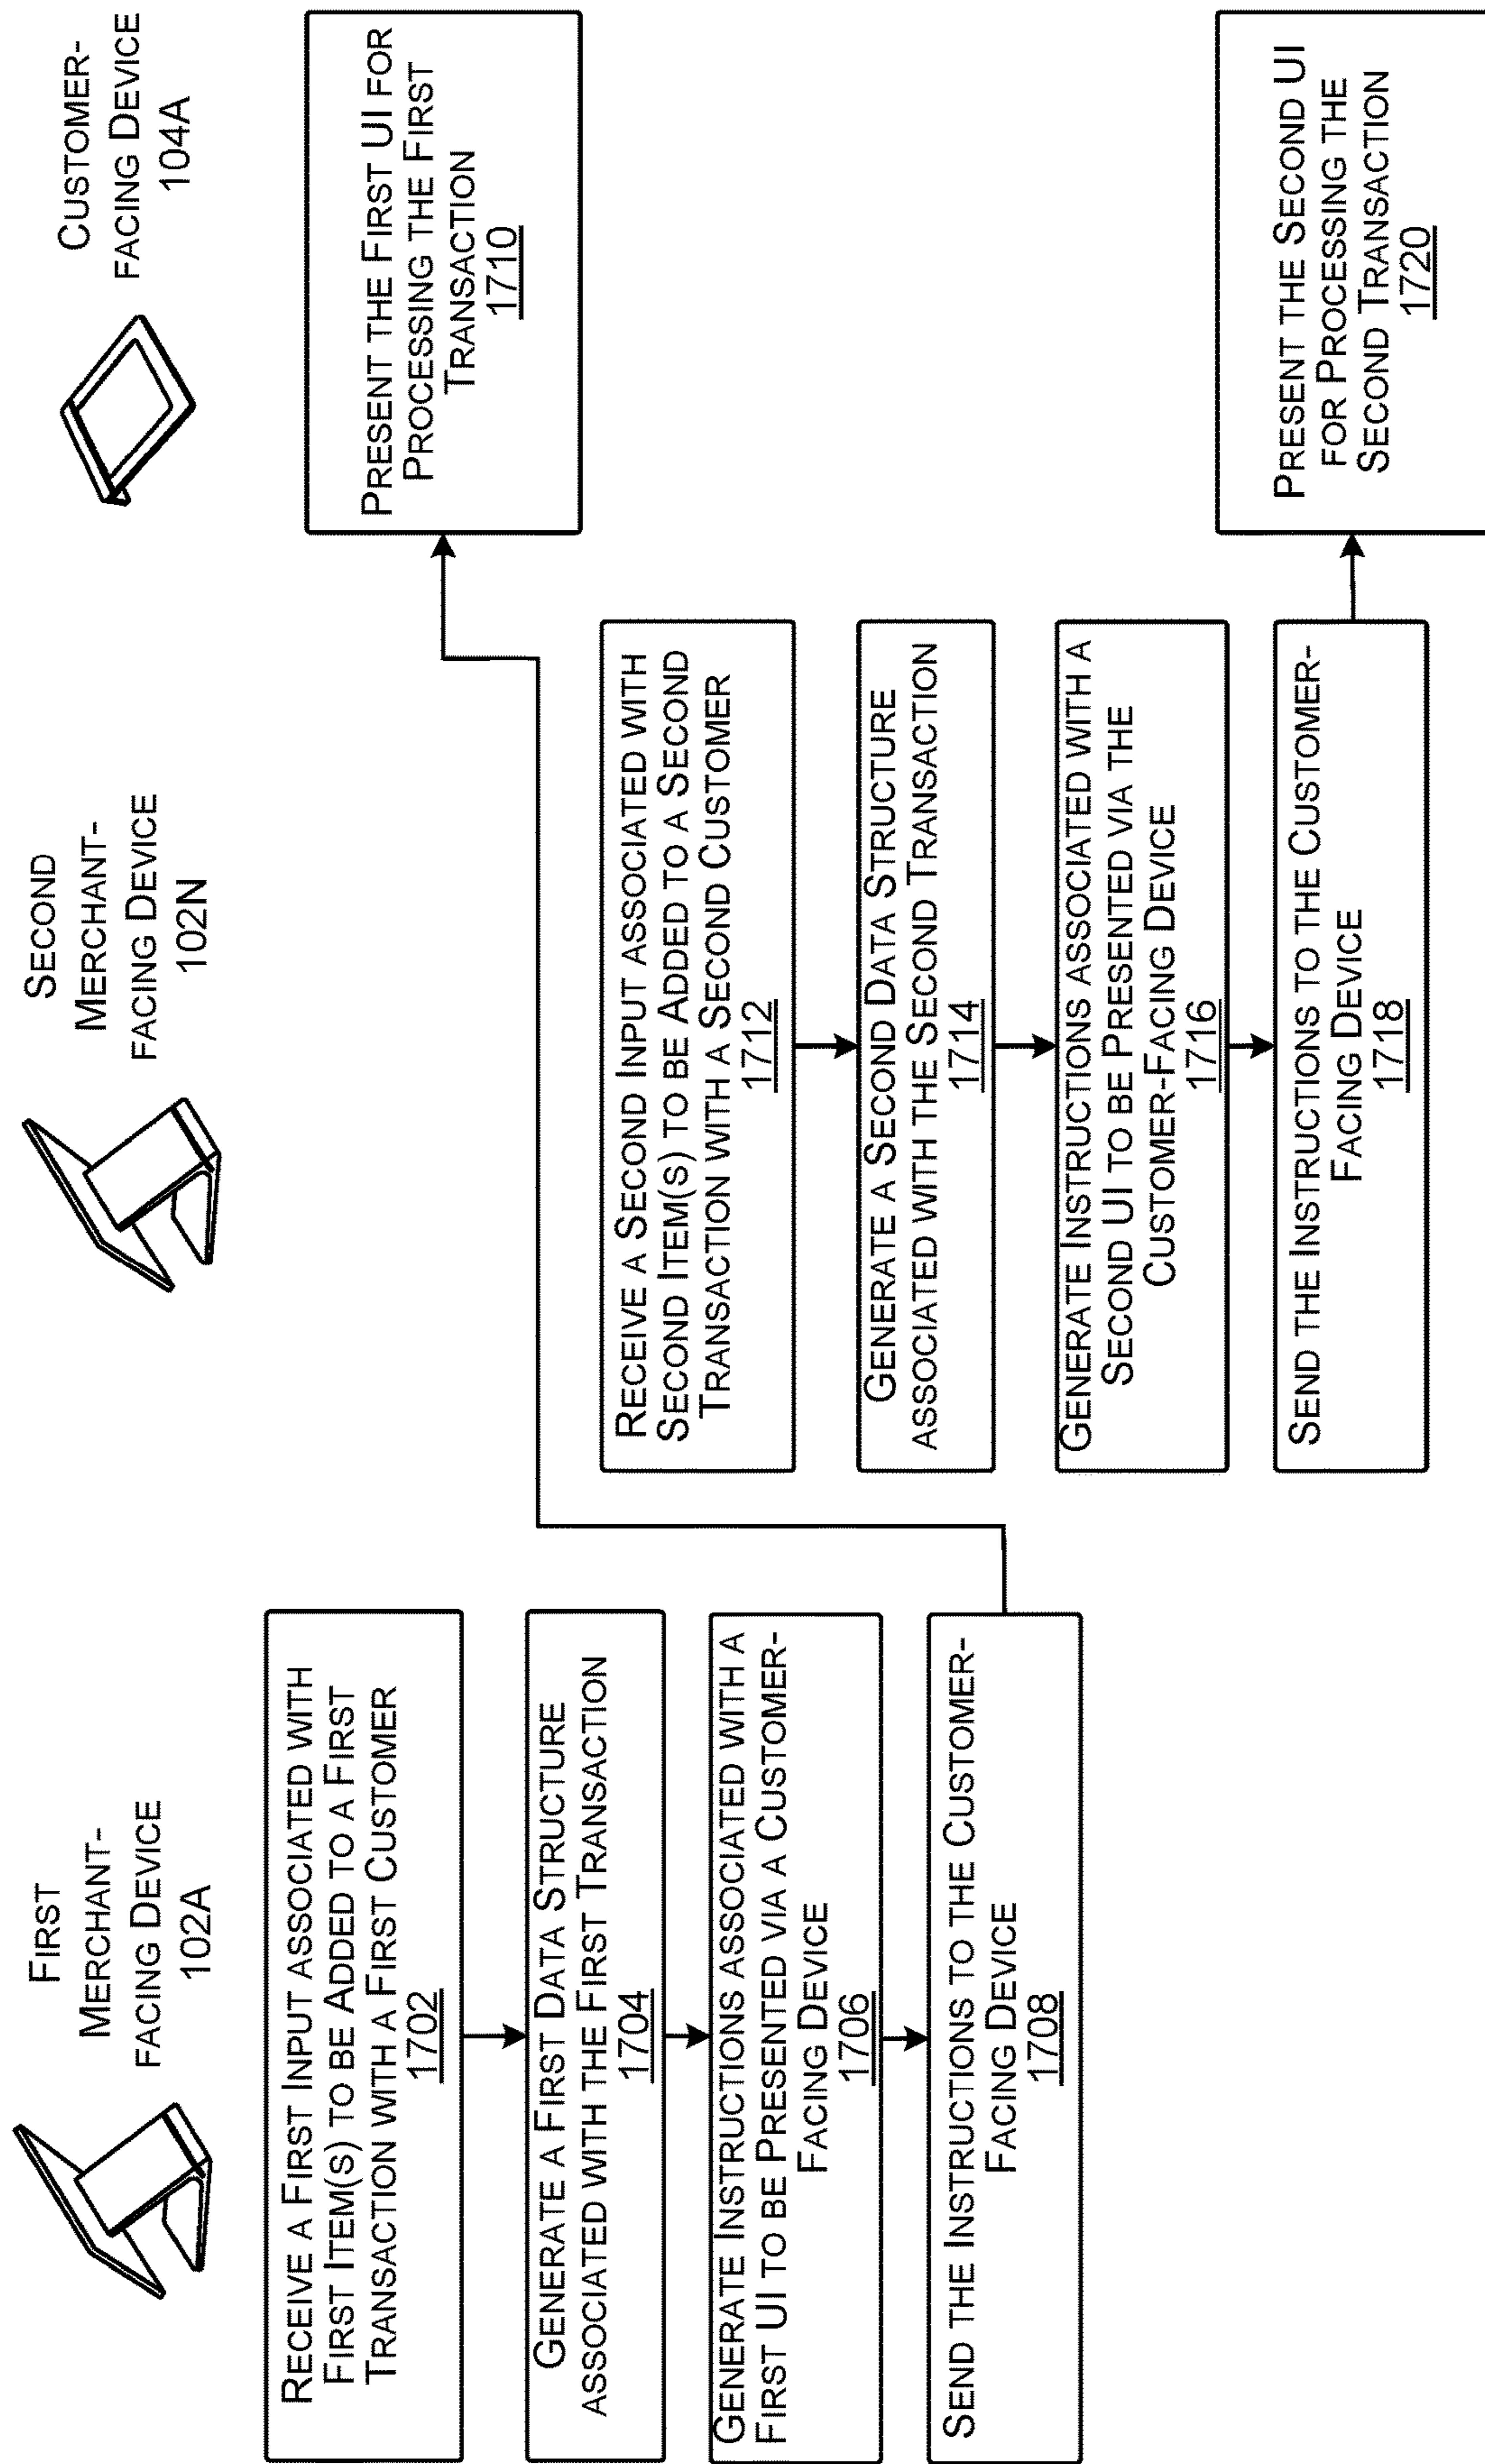 FIRST
MERCHANT-
FACING DEVICE
102A
SECOND
MERCHANT-
FACING DEVICE
102N
CUSTOMER-
FACING DEVICE
104A
RECEIVE A FIRST INPUT ASSOCIATED WITH
FIRST ITEM(S) TO BE ADDED TO A FIRST
TRANSACTION WITH A FIRST CUSTOMER
1702
GENERATE A FIRST DATA STRUCTURE
ASSOCIATED WITH THE FIRST TRANSACTION
1704
GENERATE INSTRUCTIONS ASSOCIATED WITH A
FIRST UI TO BE PRESENTED VIA A CUSTOMER-
FACING DEVICE
1706
SEND THE INSTRUCTIONS TO THE CUSTOMER-
FACING DEVICE
1708
PRESENT THE FIRST UI FOR
PROCESSING THE FIRST
TRANSACTION
1710
RECEIVE A SECOND INPUT ASSOCIATED WITH
SECOND ITEM(S) TO BE ADDED TO A SECOND
TRANSACTION WITH A SECOND CUSTOMER
1712
GENERATE A SECOND DATA STRUCTURE
ASSOCIATED WITH THE SECOND TRANSACTION
1714
GENERATE INSTRUCTIONS ASSOCIATED WITH A
SECOND UI TO BE PRESENTED VIA THE
CUSTOMER-FACING DEVICE
1716
SEND THE INSTRUCTIONS TO THE CUSTOMER-
FACING DEVICE
1718
PRESENT THE SECOND UI
FOR PROCESSING THE
SECOND TRANSACTION
1720